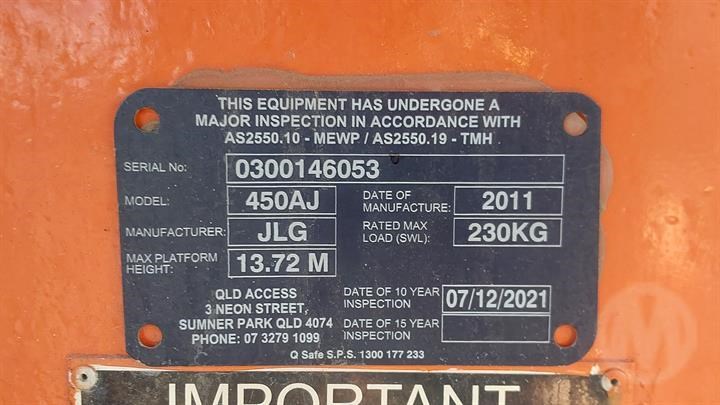 THIS EQUIPMENT HAS UNDERGONE A
MAJOR INSPECTION IN ACCORDANCE WITH
AS2550.10 - MEWP / AS2550.19 - TMH
SERIAL No: 0300146053
MODEL: 450AJ DATE OF MANUFACTURE: 2011
MANUFACTURER: JLG RATED MAX LOAD (SWL): 230KG
MAX PLATFORM HEIGHT: 13.72 M
QLD ACCESS
3 NEON STREET,
SUMNER PARK QLD 4074
PHONE: 07 3279 1099
DATE OF 10 YEAR INSPECTION 07/12/2021
DATE OF 15 YEAR INSPECTION
Q Safe S.P.S. 1300 177 233
IMPORTANT